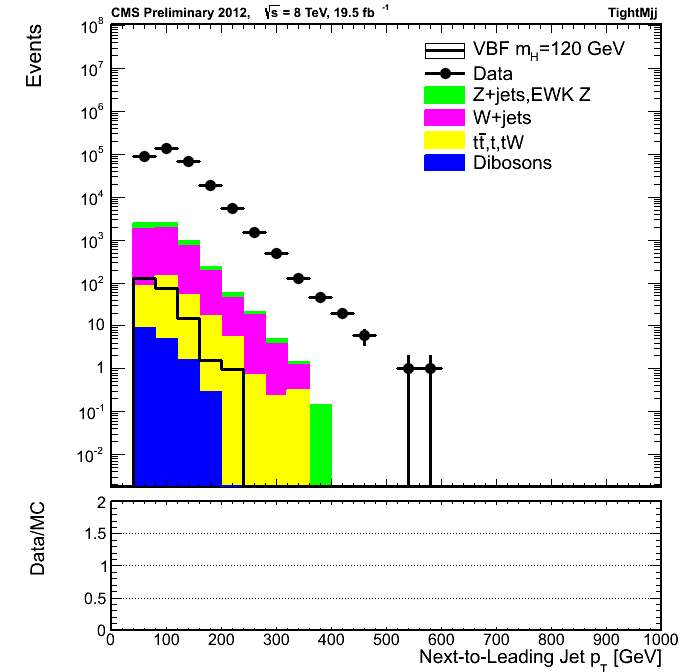 CMS Preliminary 2012, √s = 8 TeV, 19.5 fb⁻¹ TightMjj
Events
10⁸
10⁷
10⁶
10⁵
10⁴
10³
10²
10
1
10⁻¹
10⁻²
VBF m_H=120 GeV
Data
Z+jets,EWK Z
W+jets
tt̄,t,tW
Dibosons
Data/MC
2
1.5
1
0.5
0
0 100 200 300 400 500 600 700 800 900 1000
Next-to-Leading Jet p_T [GeV]